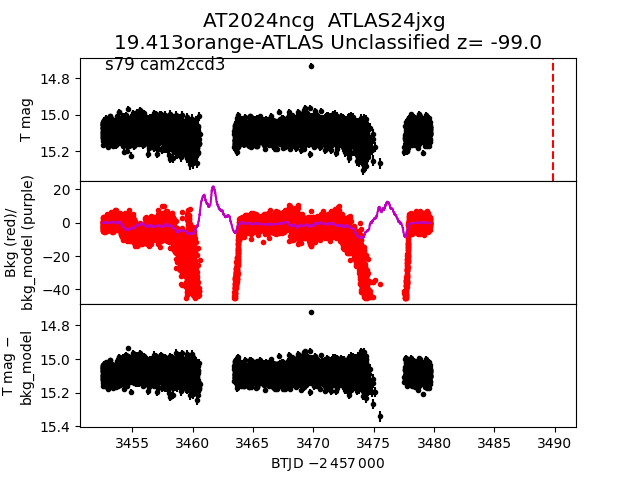 AT2024ncg  ATLAS24jxg
19.413orange-ATLAS Unclassified z= -99.0
s79 cam2ccd3
14.8
15.0
15.2
T mag
20
0
−20
−40
Bkg (red)/
bkg_model (purple)
14.8
15.0
15.2
15.4
T mag −
bkg_model
3455
3460
3465
3470
3475
3480
3485
3490
BTJD −2 457 000